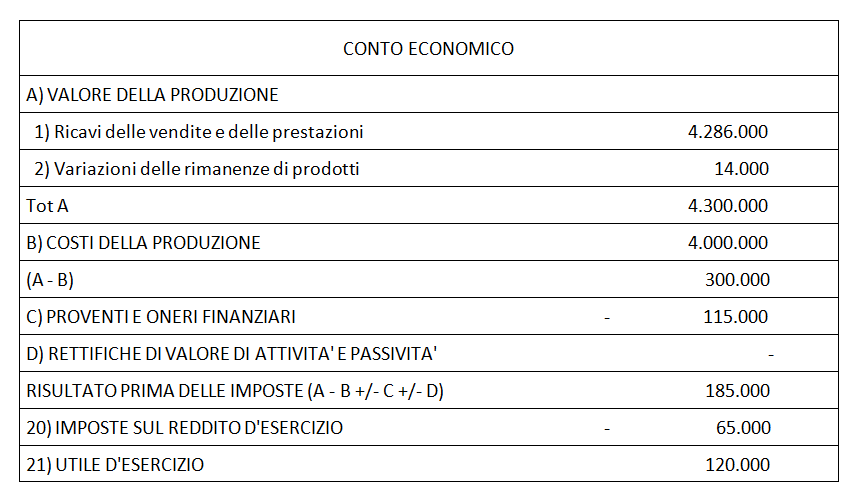 CONTO ECONOMICO
A) VALORE DELLA PRODUZIONE
1) Ricavi delle vendite e delle prestazioni 4.286.000
2) Variazioni delle rimanenze di prodotti 14.000
Tot A 4.300.000
B) COSTI DELLA PRODUZIONE 4.000.000
(A - B) 300.000
C) PROVENTI E ONERI FINANZIARI - 115.000
D) RETTIFICHE DI VALORE DI ATTIVITA' E PASSIVITA' -
RISULTATO PRIMA DELLE IMPOSTE (A - B +/- C +/- D) 185.000
20) IMPOSTE SUL REDDITO D'ESERCIZIO - 65.000
21) UTILE D'ESERCIZIO 120.000